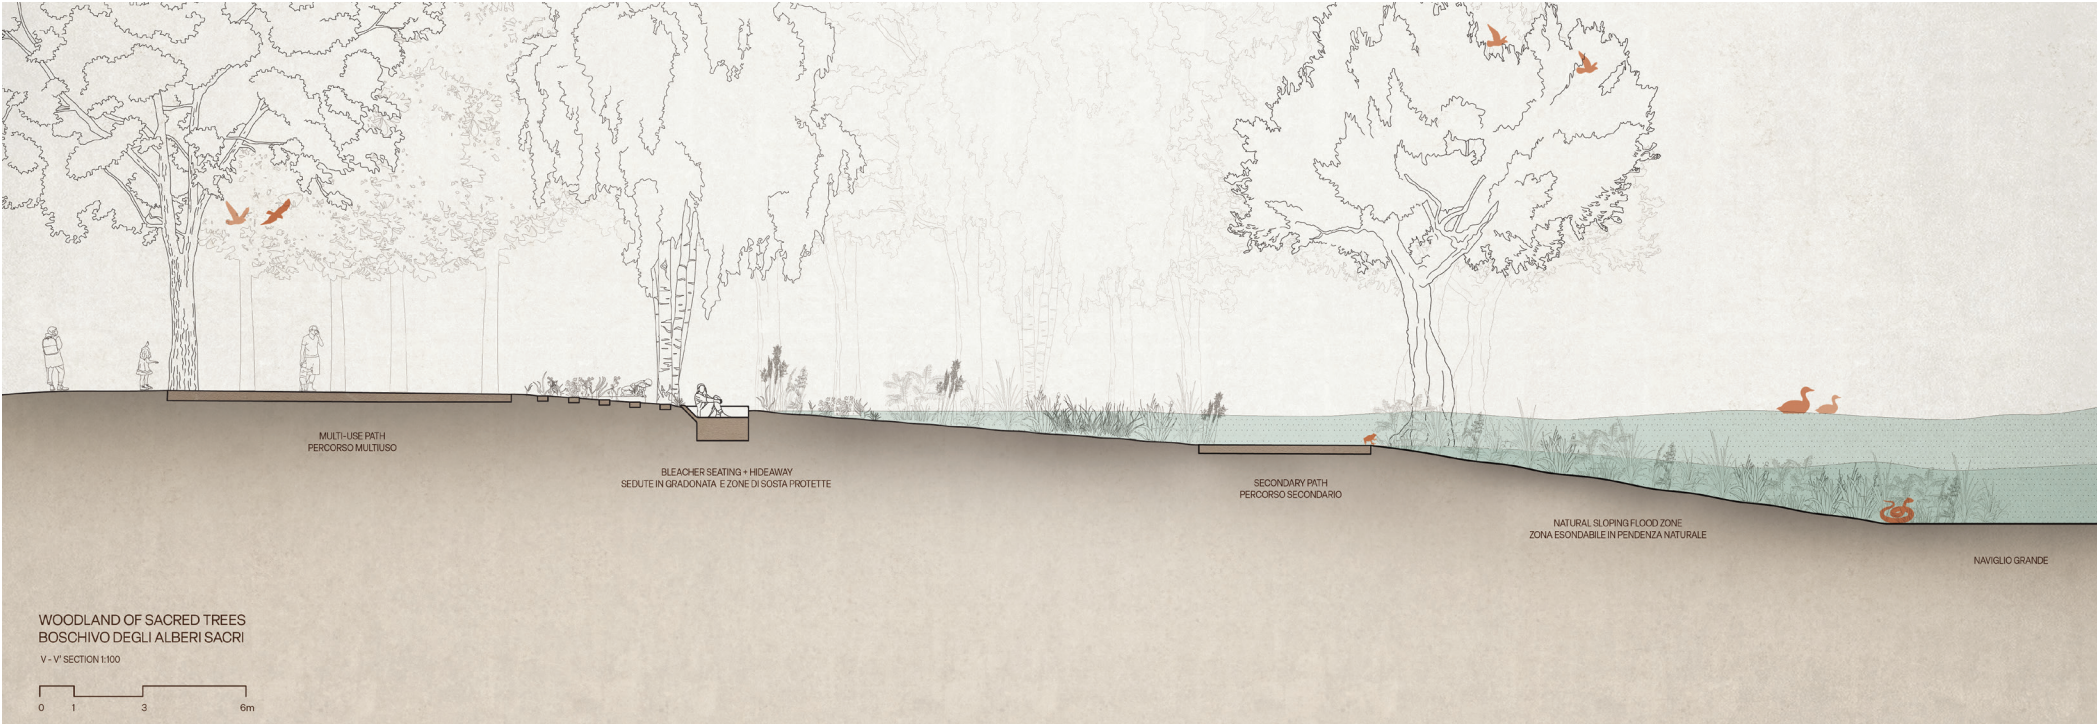 MULTI-USE PATH
PERCORSO MULTIUSO
BLEACHER SEATING + HIDEAWAY
SEDUTE IN GRADONATA E ZONE DI SOSTA PROTETTE
SECONDARY PATH
PERCORSO SECONDARIO
NATURAL SLOPING FLOOD ZONE
ZONA ESONDABILE IN PENDENZA NATURALE
NAVIGLIO GRANDE
WOODLAND OF SACRED TREES
BOSCHIVO DEGLI ALBERI SACRI
V - V' SECTION 1:100
0 1 3 6m